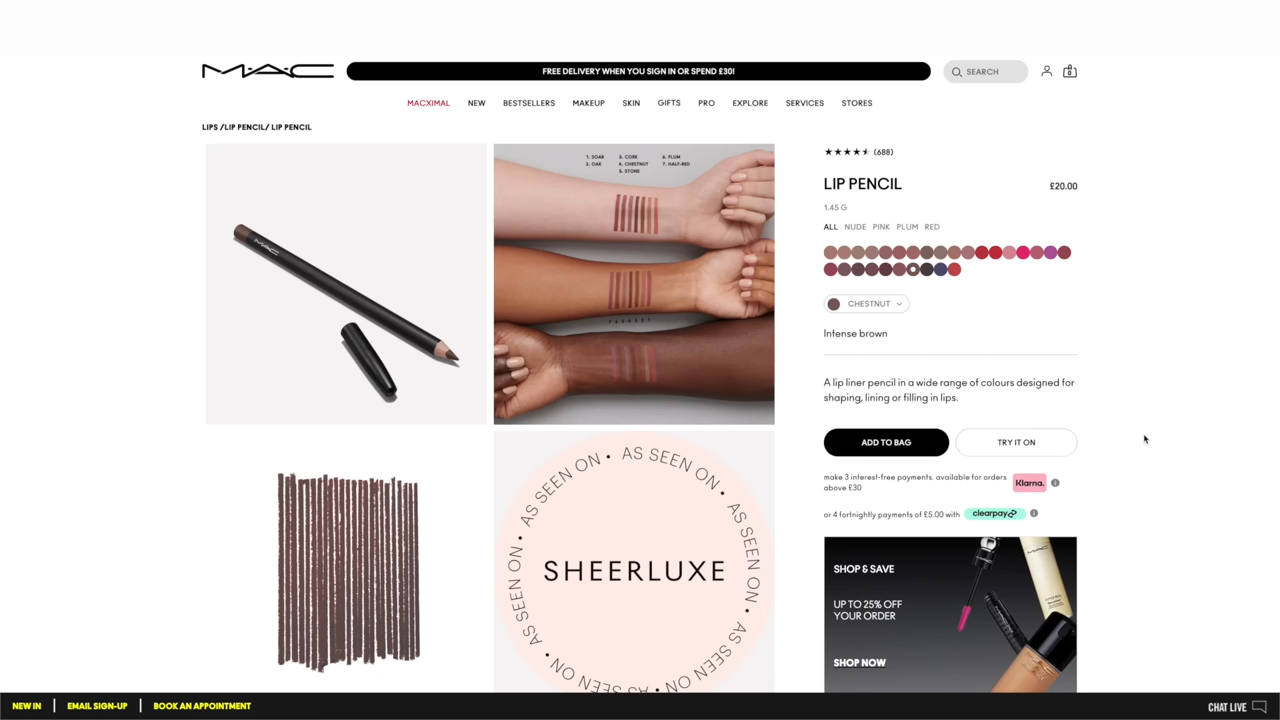 MAC
FREE DELIVERY WHEN YOU SIGN IN OR SPEND £30!
SEARCH
0
MACXIMAL NEW BESTSELLERS MAKEUP SKIN GIFTS PRO EXPLORE SERVICES STORES
LIPS /LIP PENCIL/ LIP PENCIL
MAC
1. SOAR 3. CORK 6. PLUM
2. OAK 4. CHESTNUT 7. HALF-RED
5. STONE
AS SEEN ON • AS SEEN ON • AS SEEN ON • AS SEEN ON • AS SEEN ON • AS SEEN ON •
SHEERLUXE
(688)
LIP PENCIL £20.00
1.45 G
ALL NUDE PINK PLUM RED
CHESTNUT
Intense brown
A lip liner pencil in a wide range of colours designed for
shaping, lining or filling in lips.
ADD TO BAG TRY IT ON
make 3 interest-free payments. available for orders
above £30
Klarna.
or 4 fortnightly payments of £5.00 with clearpay
SHOP & SAVE
UP TO 25% OFF
YOUR ORDER
SHOP NOW
NEW IN | EMAIL SIGN-UP | BOOK AN APPOINTMENT
CHAT LIVE